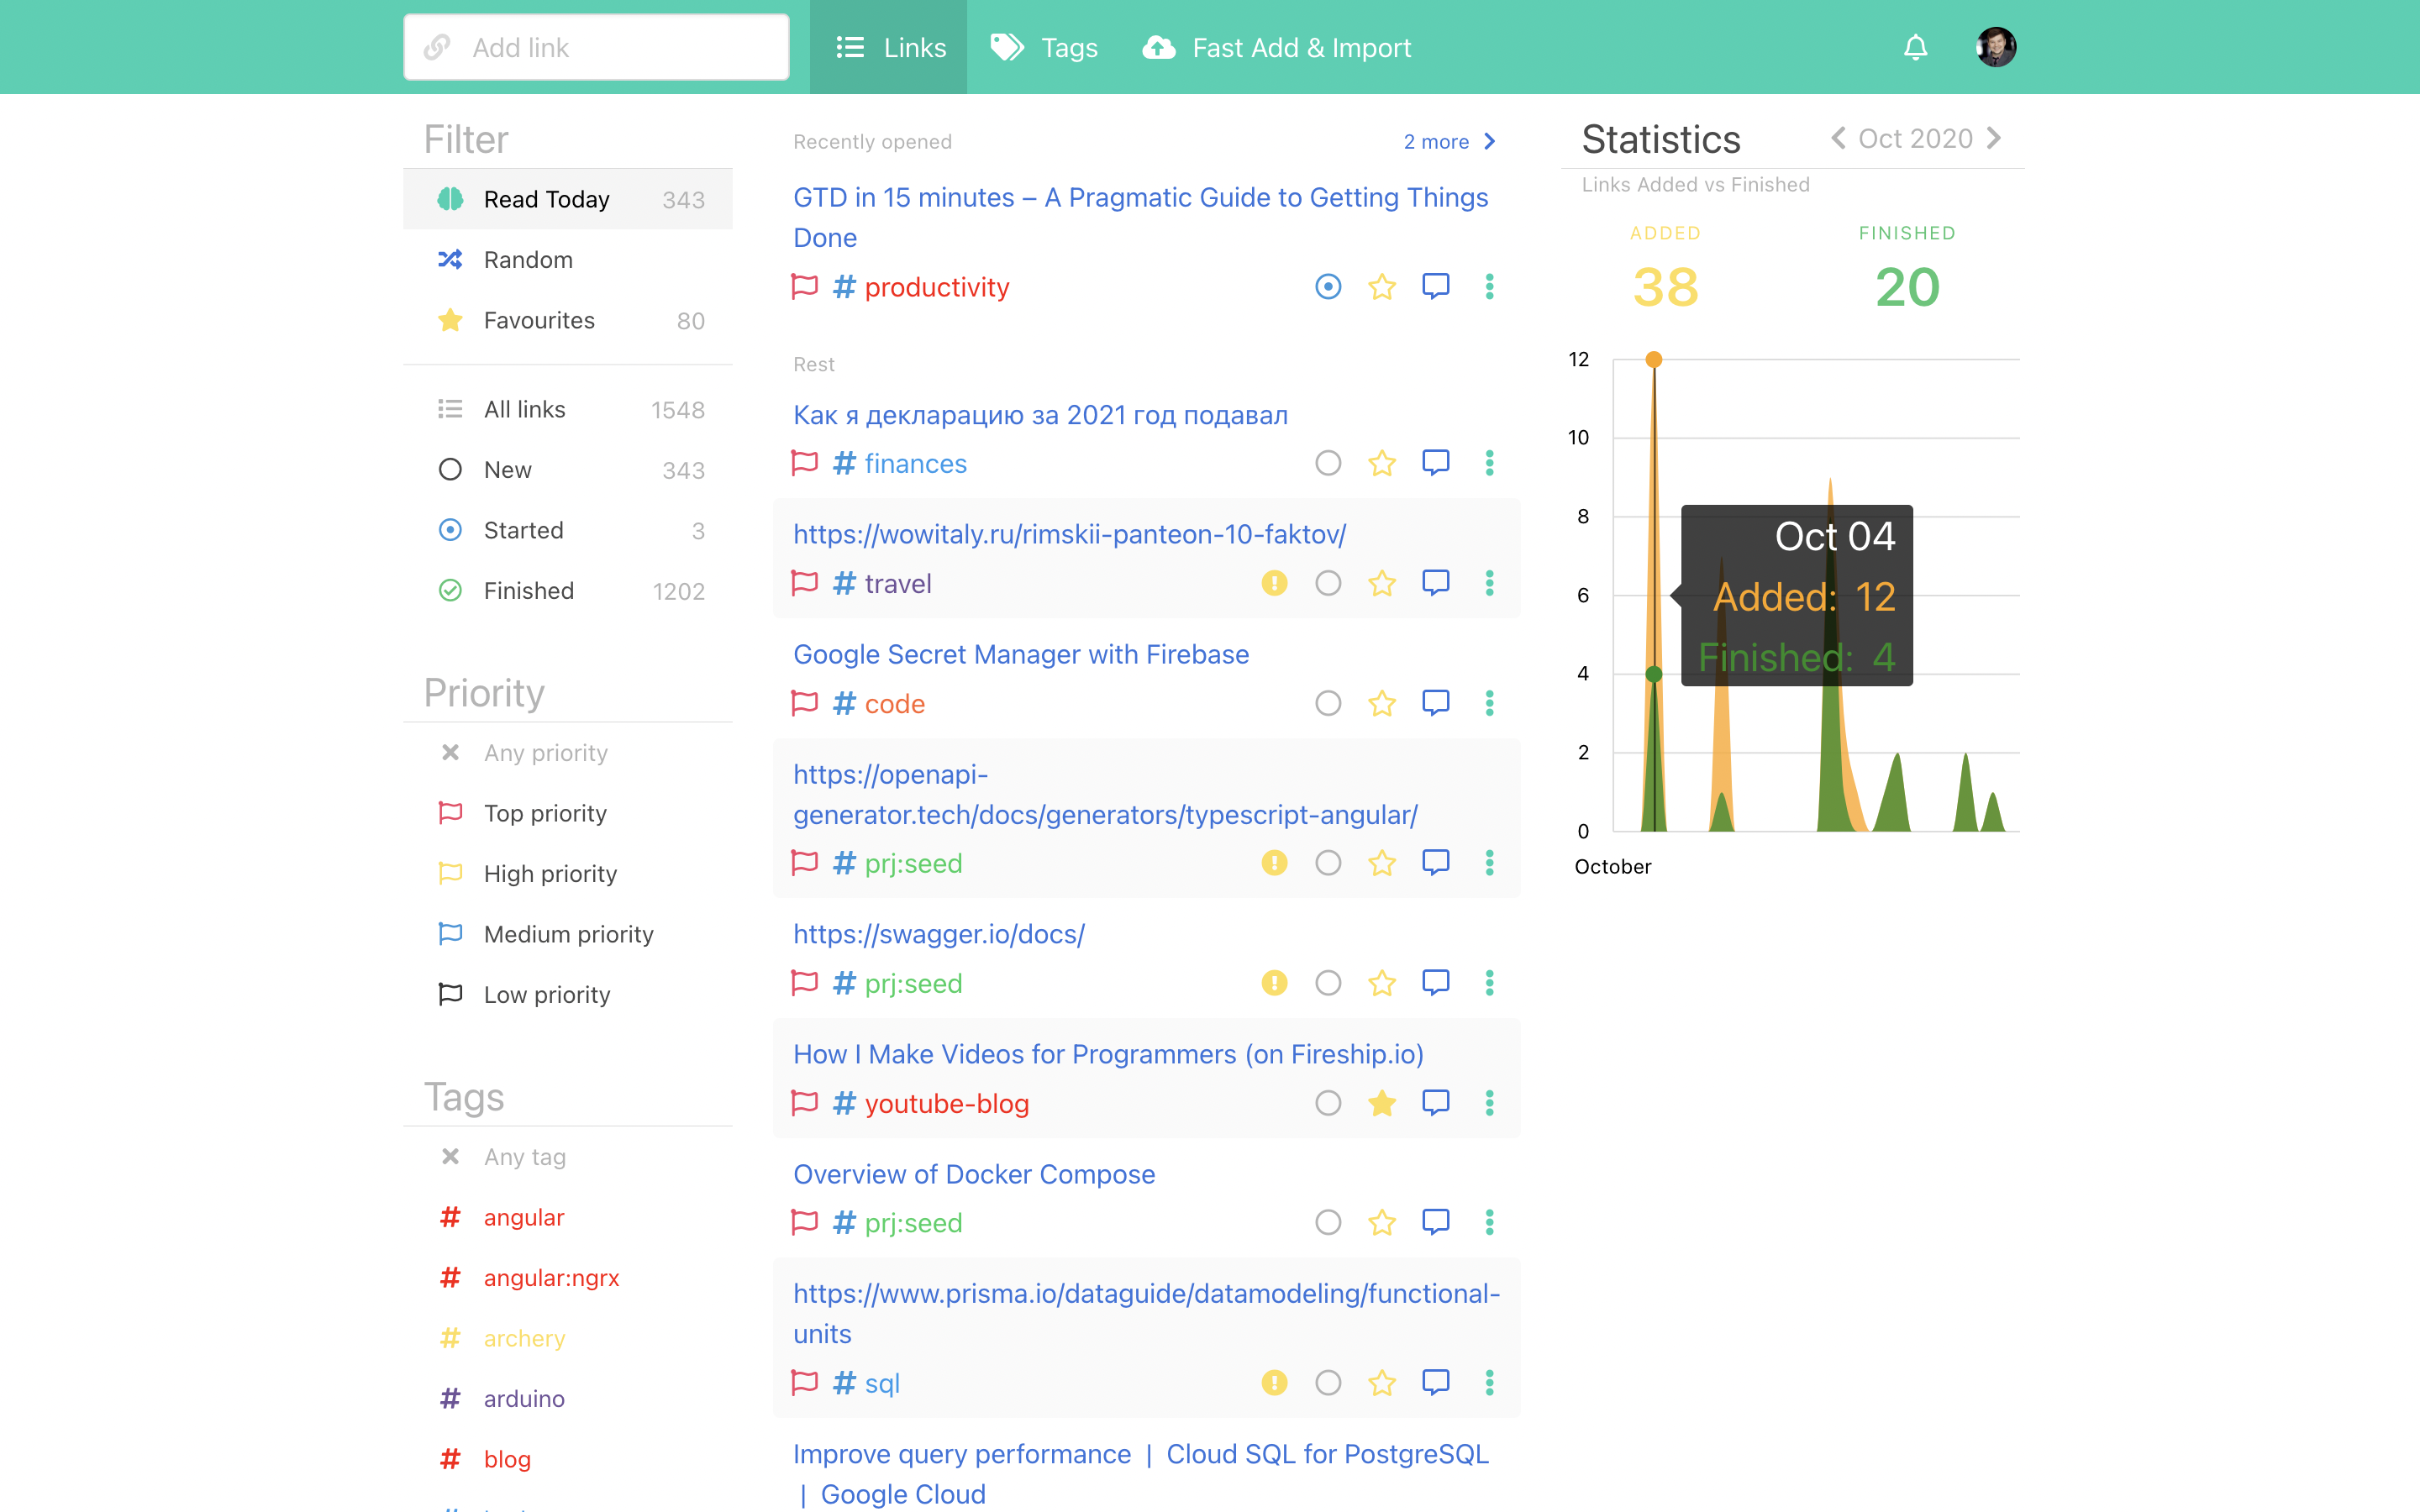 Add link
Links
Tags
Fast Add & Import
Filter
Read Today 343
Random
Favourites 80
All links 1548
New 343
Started 3
Finished 1202
Priority
Any priority
Top priority
High priority
Medium priority
Low priority
Tags
Any tag
# angular
# angular:ngrx
# archery
# arduino
# blog
Recently opened
2 more
GTD in 15 minutes – A Pragmatic Guide to Getting Things
Done
# productivity
Rest
Как я декларацию за 2021 год подавал
# finances
https://wowitaly.ru/rimskii-panteon-10-faktov/
# travel
Google Secret Manager with Firebase
# code
https://openapi-
generator.tech/docs/generators/typescript-angular/
# prj:seed
https://swagger.io/docs/
# prj:seed
How I Make Videos for Programmers (on Fireship.io)
# youtube-blog
Overview of Docker Compose
# prj:seed
https://www.prisma.io/dataguide/datamodeling/functional-
units
# sql
Improve query performance | Cloud SQL for PostgreSQL
| Google Cloud
Statistics
Oct 2020
Links Added vs Finished
ADDED
FINISHED
38
20
12
10
8
6
4
2
0
October
Oct 04
Added: 12
Finished: 4